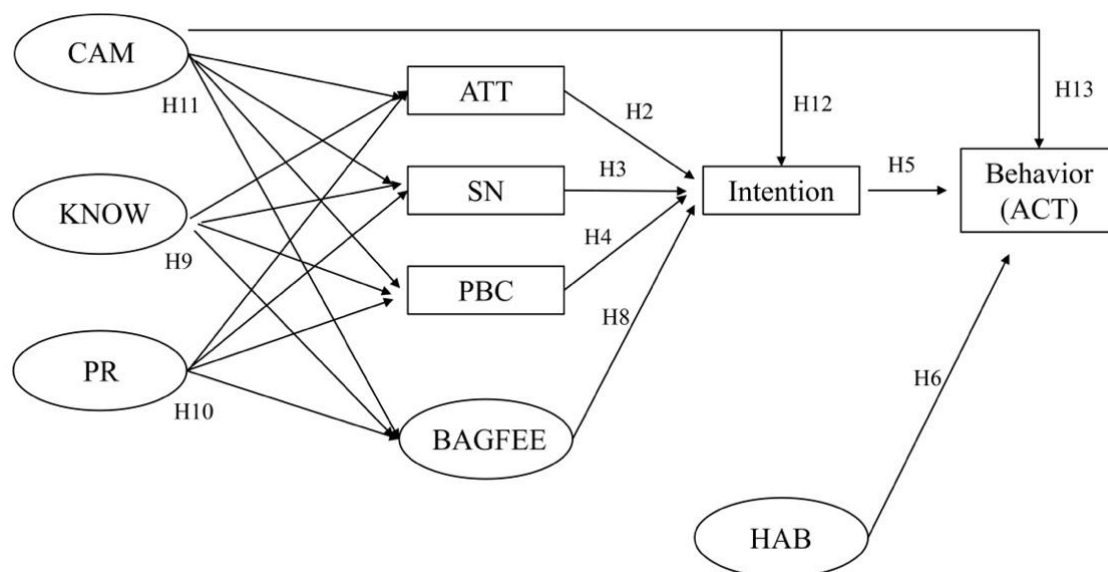 CAM
H11
KNOW
H9
PR
H10
ATT
SN
PBC
BAGFEE
H2
H3
H4
H8
H12
Intention
H5
H13
Behavior
(ACT)
H6
HAB